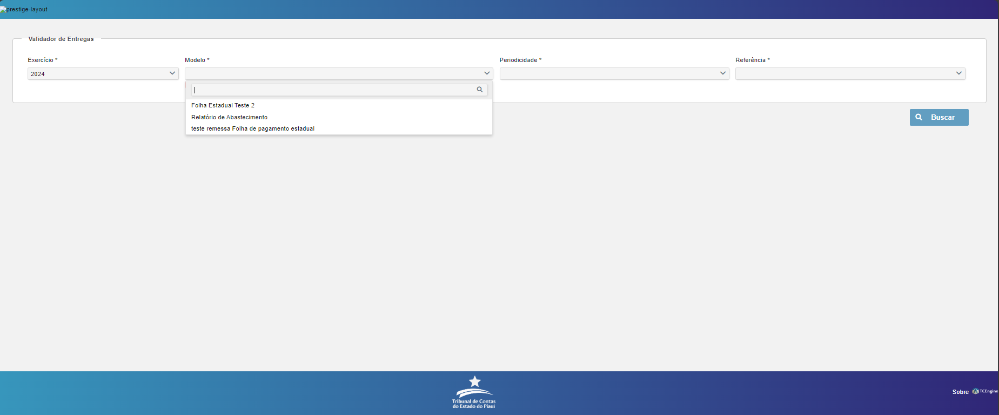 prestige-layout
Validador de Entregas
Exercício *
Modelo *
Periodicidade *
Referência *
2024
Folha Estadual Teste 2
Relatório de Abastecimento
teste remessa Folha de pagamento estadual
Buscar
Tribunal de Contas
do Estado do Piauí
Sobre
TCEngine